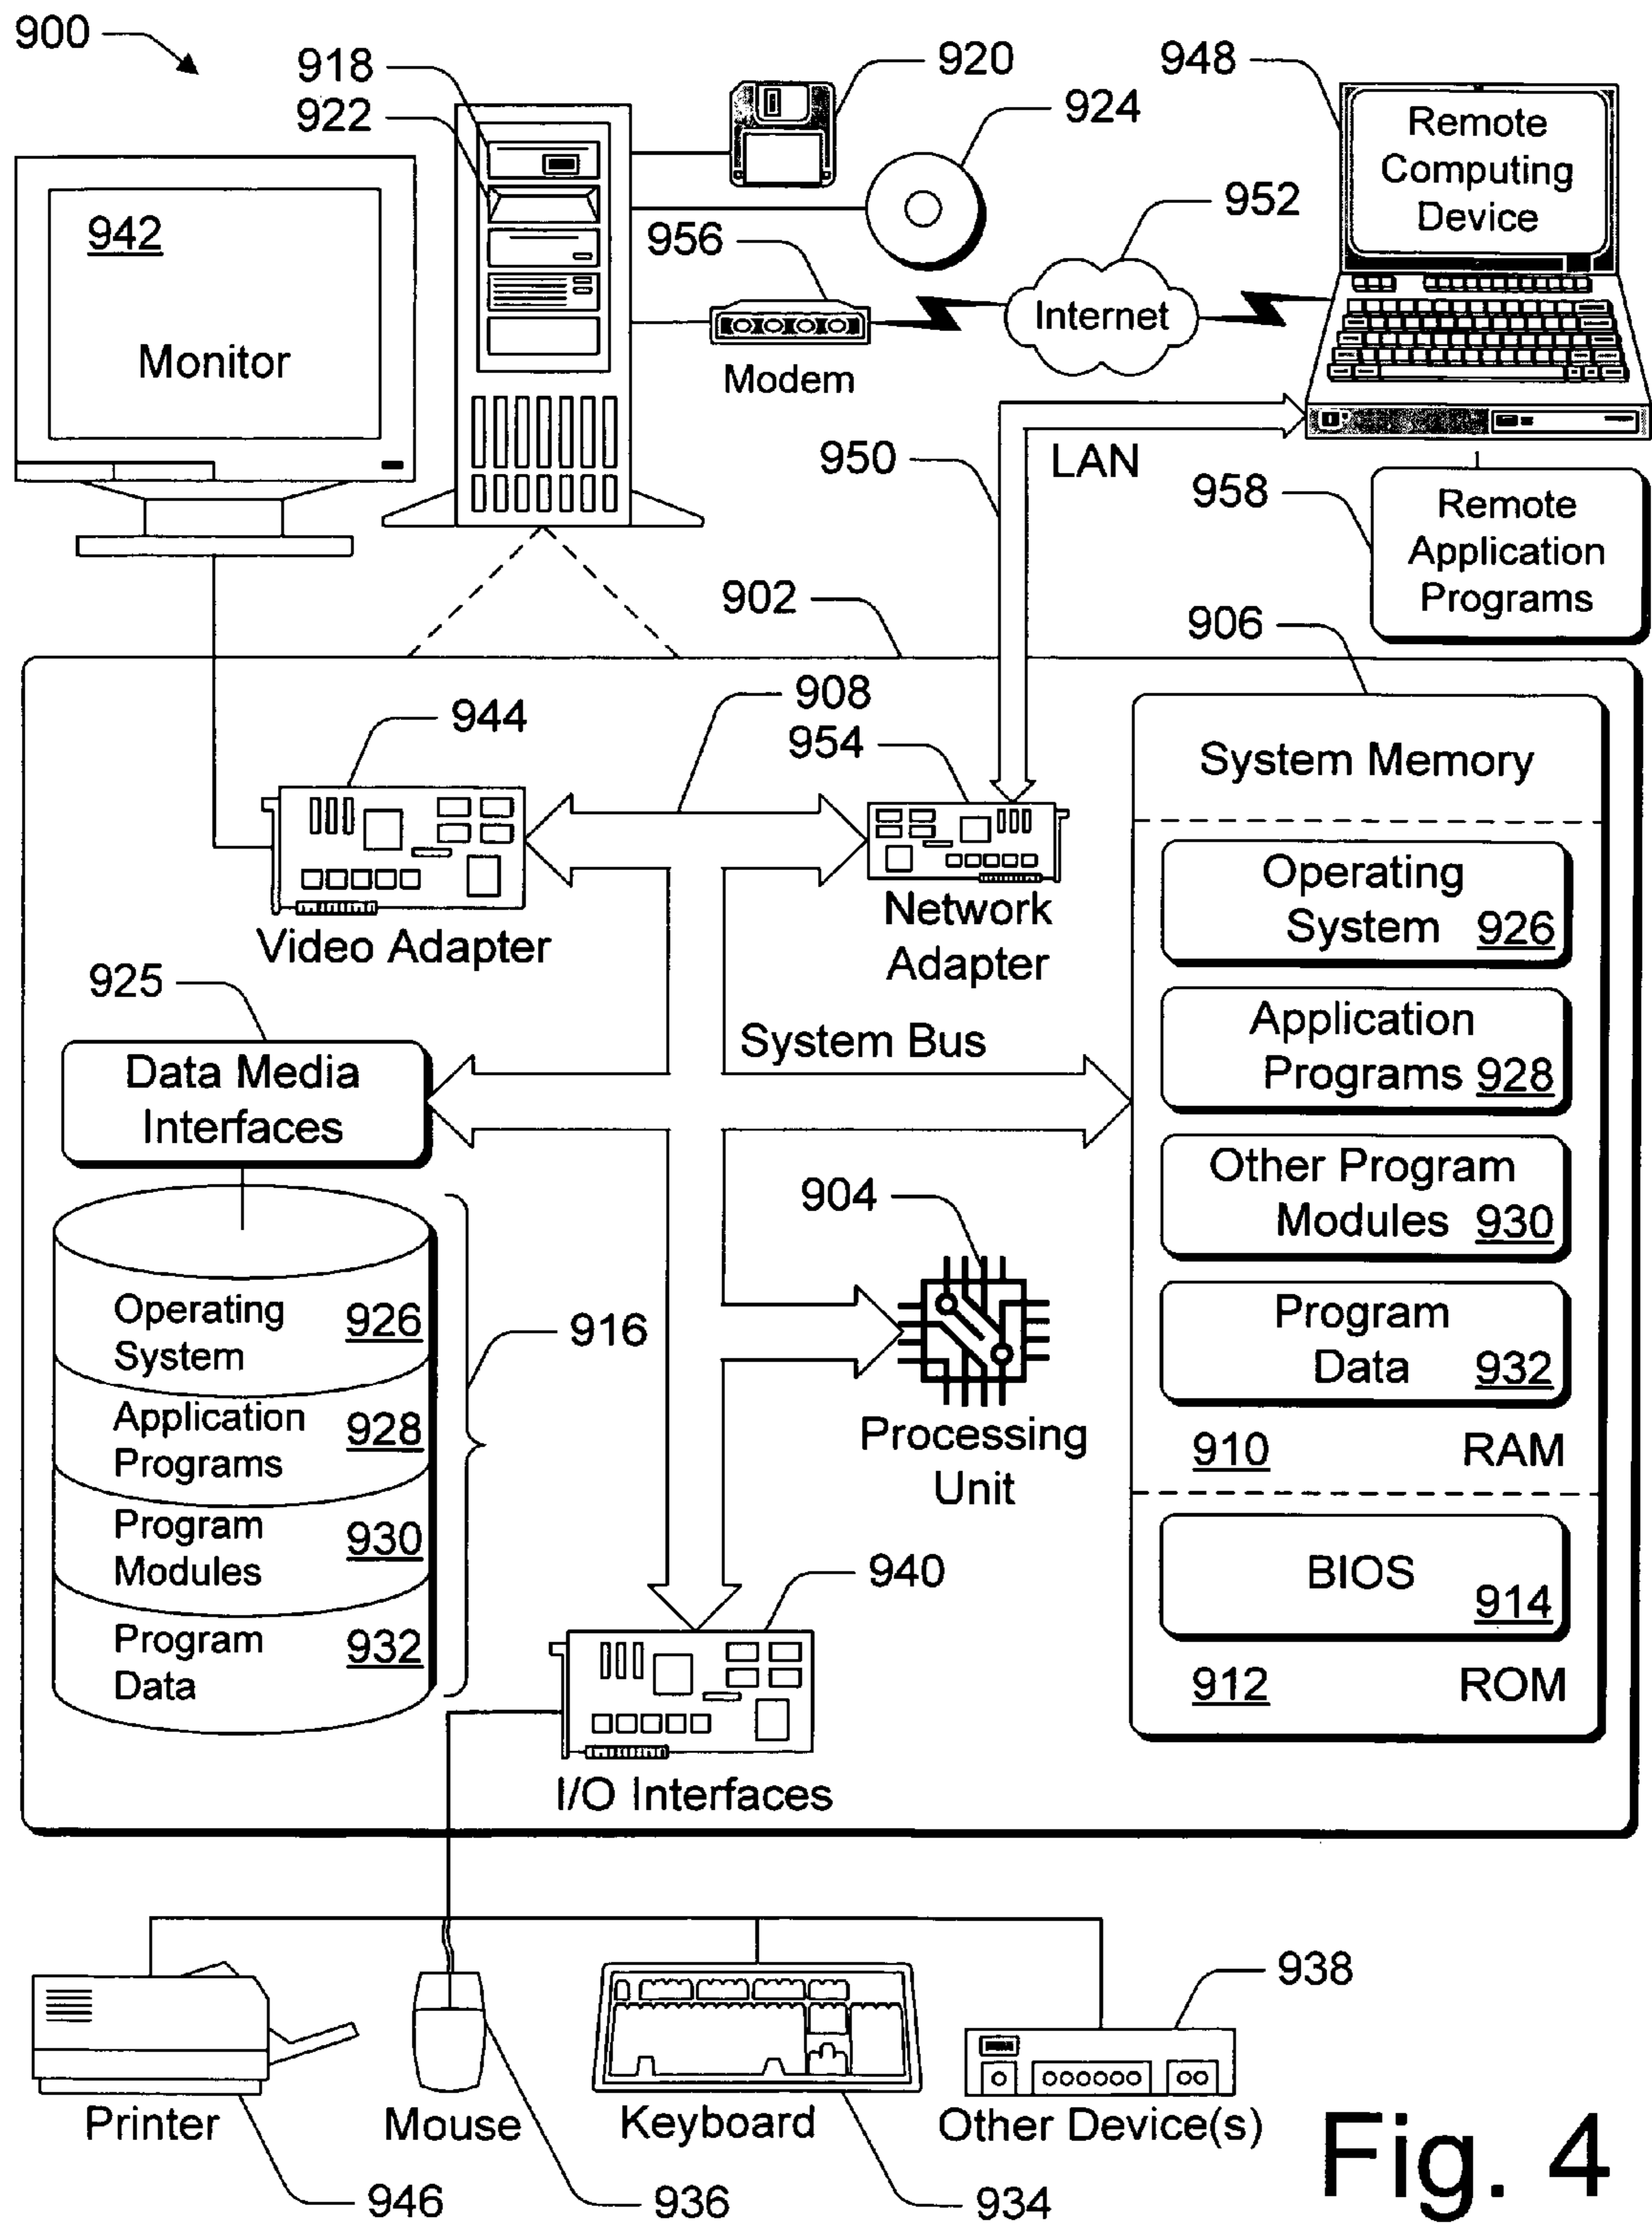 900
918
922
920
924
948
Remote
Computing
Device
942
Monitor
956
Modem
952
Internet
950
LAN
958
Remote
Application
Programs
902
906
908
944
954
Video Adapter
Network
Adapter
System Memory
Operating
System 926
Application
Programs 928
Other Program
Modules 930
Program
Data 932
910 RAM
BIOS
914
912 ROM
925
Data Media
Interfaces
System Bus
904
Processing
Unit
Operating
System 926
Application
Programs 928
Program
Modules 930
Program
Data 932
916
940
I/O Interfaces
938
Printer
Mouse
Keyboard
Other Device(s)
946
936
934
Fig. 4